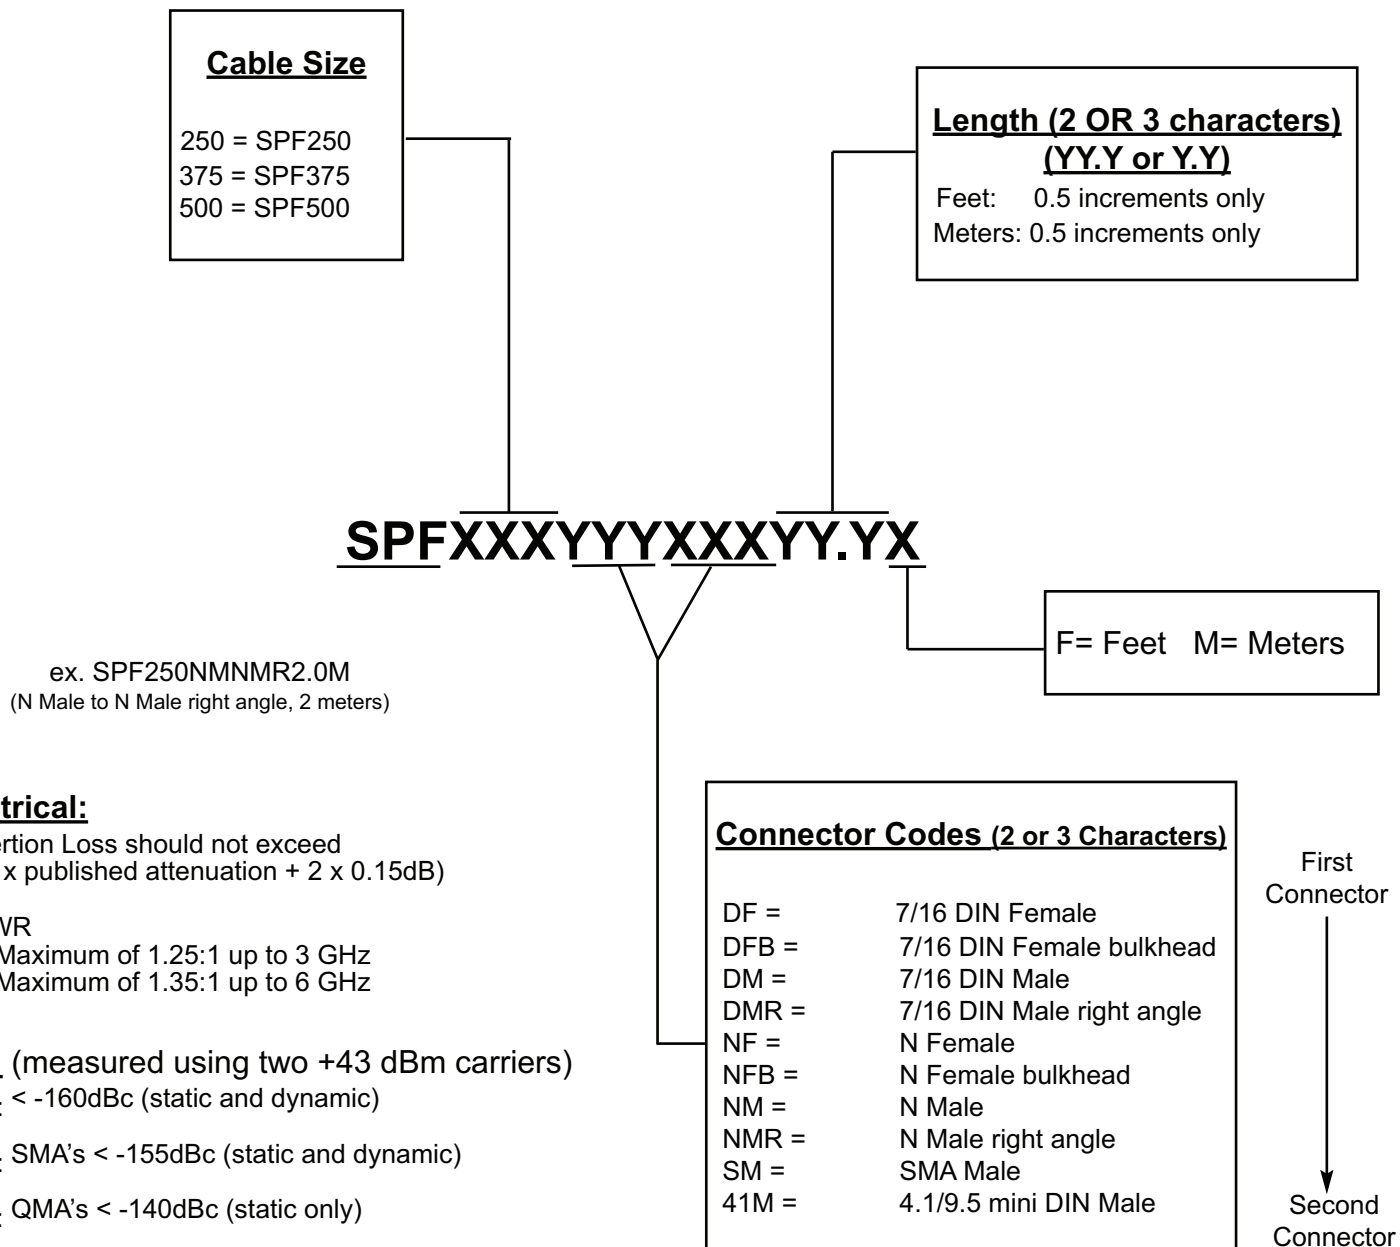 Cable Size
250 = SPF250
375 = SPF375
500 = SPF500
Length (2 OR 3 characters)
(YY.Y or Y.Y)
Feet: 0.5 increments only
Meters: 0.5 increments only
SPFXXXYYYXXXYY.YX
F= Feet M= Meters
ex. SPF250NMNMR2.0M
(N Male to N Male right angle, 2 meters)
trical:
rtion Loss should not exceed
x published attenuation + 2 x 0.15dB)
WR
Maximum of 1.25:1 up to 3 GHz
Maximum of 1.35:1 up to 6 GHz
(measured using two +43 dBm carriers)
: < -160dBc (static and dynamic)
: SMA's < -155dBc (static and dynamic)
: QMA's < -140dBc (static only)
Connector Codes (2 or 3 Characters)
DF = 7/16 DIN Female
DFB = 7/16 DIN Female bulkhead
DM = 7/16 DIN Male
DMR = 7/16 DIN Male right angle
NF = N Female
NFB = N Female bulkhead
NM = N Male
NMR = N Male right angle
SM = SMA Male
41M = 4.1/9.5 mini DIN Male
First
Connector
Second
Connector